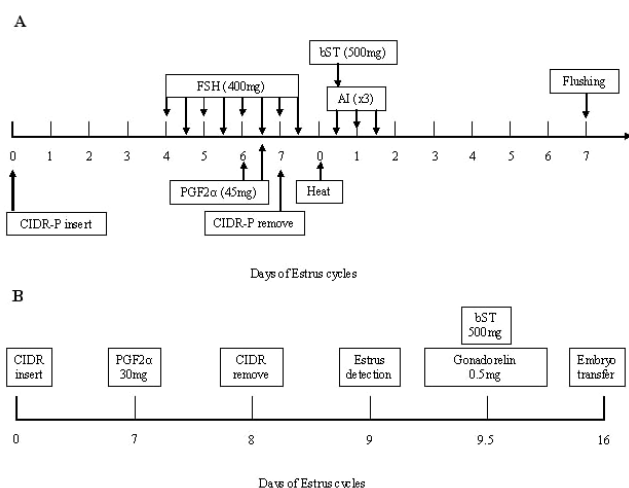 A
bST (500mg)
FSH (400mg)
AI (x3)
Flushing
0 1 2 3 4 5 6 7 0 1 2 3 4 5 6 7
PGF2α (45mg)
Heat
CIDR-P insert
CIDR-P remove
Days of Estrus cycles
B
bST
500mg
CIDR
insert
PGF2α
30mg
CIDR
remove
Estrus
detection
Gonadorelin
0.5mg
Embryo
transfer
0 7 8 9 9.5 16
Days of Estrus cycles